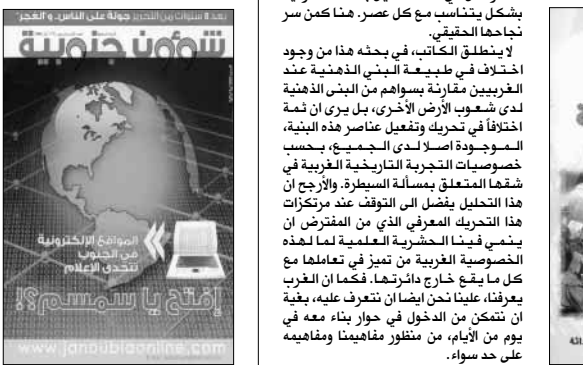 بشكل يتناسب مع كل عصر. هنا كمن سر
نجاحها الحقيقي.
لا ينطلق الكاتب، في بحثه هذا من وجود
اختلاف في طبيعة البنى الذهنية عند
الغربيين مقارنة بسواهم من البنى الذهنية
لدى شعوب الأرض الأخرى، بل يرى ان ثمة
اختلافاً في تحريك وتفعيل عناصر هذه البنية،
الموجودة اصلا لدى الجميع، بحسب
خصوصيات التجربة التاريخية الغربية في
شقها المتعلق بمسألة السيطرة. والأرجح ان
هذا التحليل يفضل الى التوقف عند مرتكزات
هذا التحريك المعرفي الذي من المفترض ان
ينمي فينا الحشرية العلمية لما لهذه
الخصوصية الغربية من تميز في تعاملها مع
كل ما يقع خارج دائرتها. فكما ان الغرب
يعرفنا، علينا نحن ايضا ان نتعرف عليه، بغية
ان نتمكن من الدخول في حوار بناء معه في
يوم من الأيام، من منظور مفاهيمنا ومفاهيمه
على حد سواء.
بعد 8 سنوات من التحرير جولة على الناس.. و"الغجر"
شؤون جنوبية
المواقع الإلكترونية
في الجنوب
تتحدى الإعلام
إفتح يا سمسم؟!
www.janoubiaonline.com